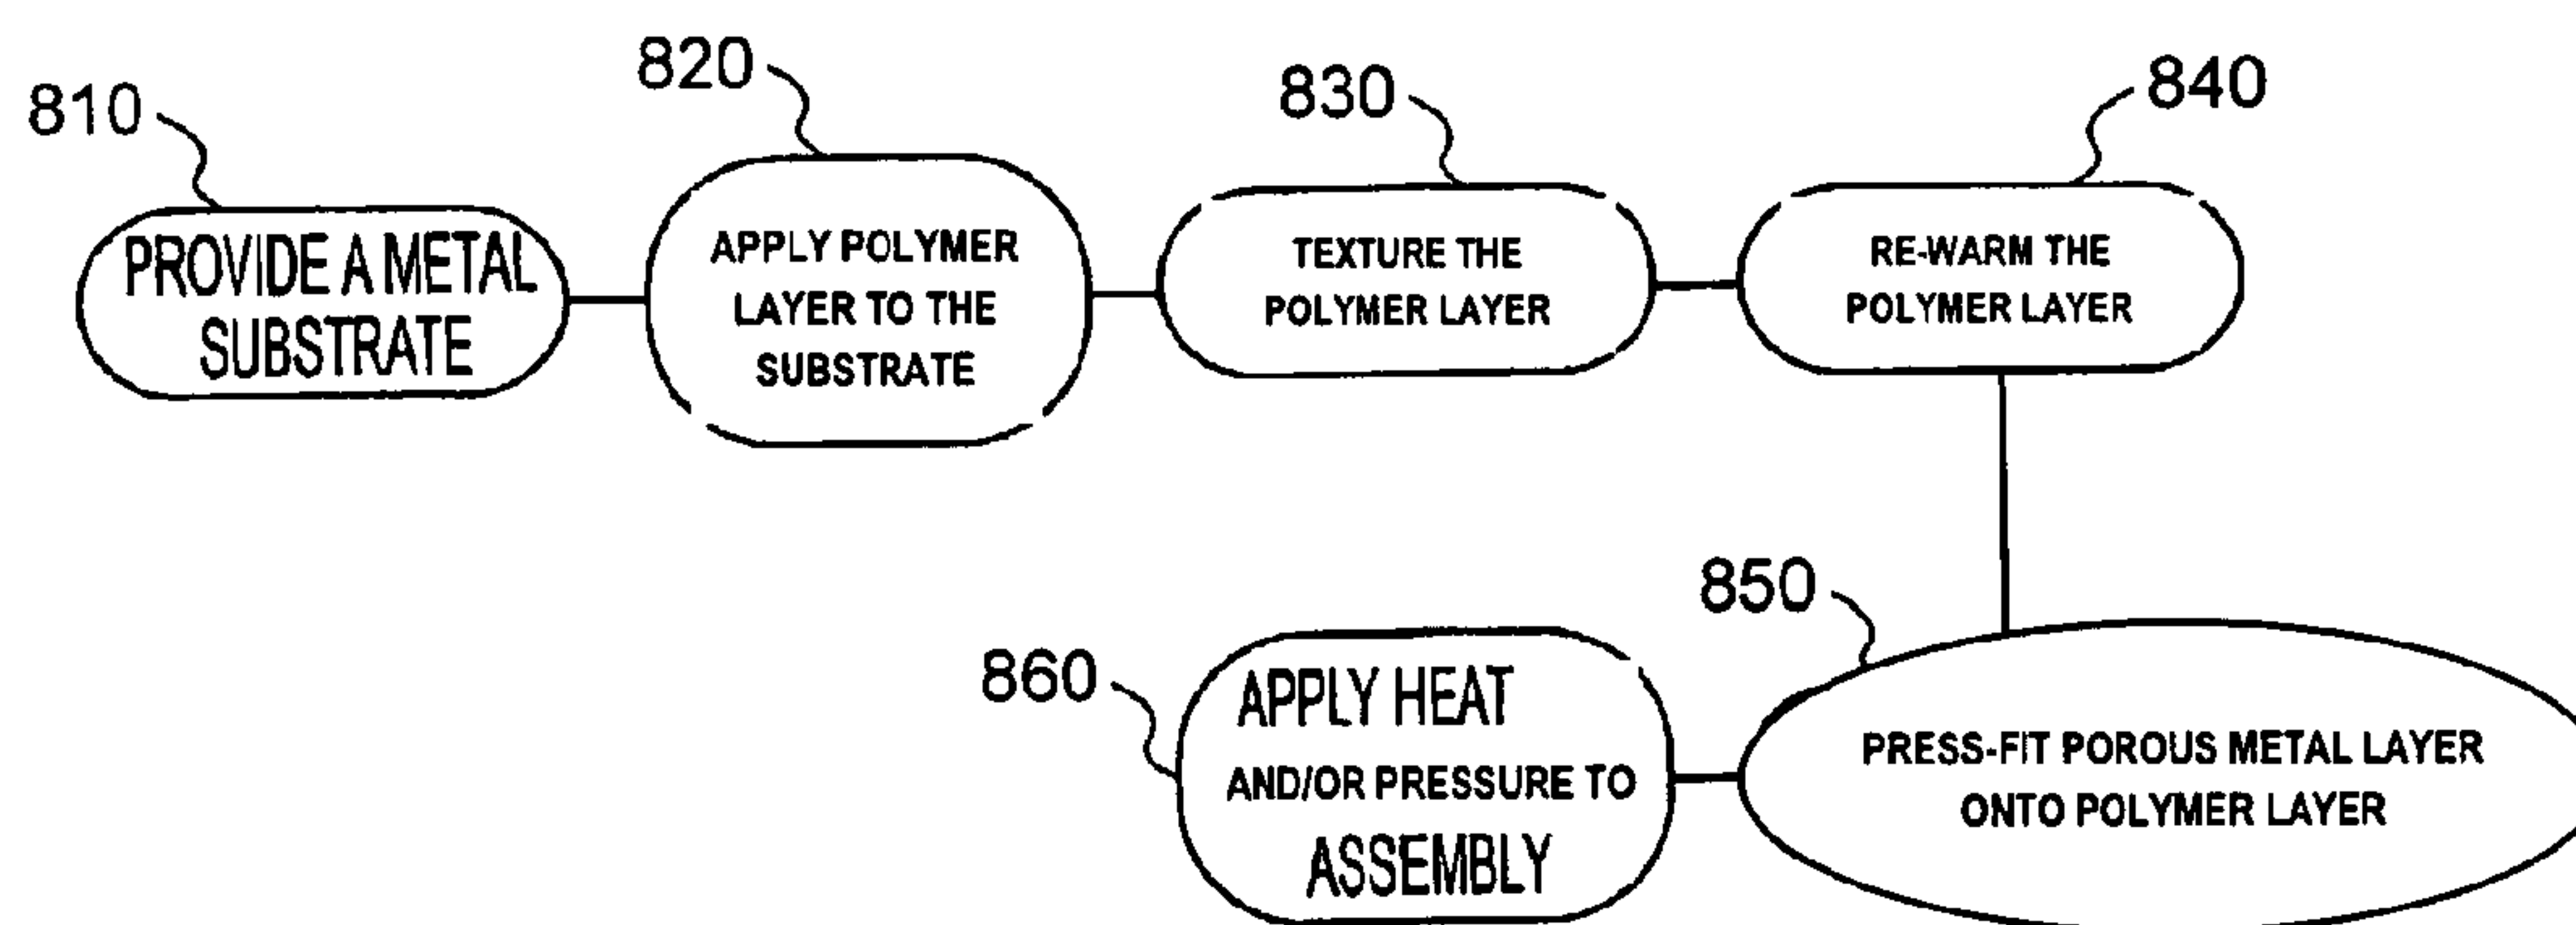 810
PROVIDE A METAL
SUBSTRATE
820
APPLY POLYMER
LAYER TO THE
SUBSTRATE
830
TEXTURE THE
POLYMER LAYER
840
RE-WARM THE
POLYMER LAYER
850
PRESS-FIT POROUS METAL LAYER
ONTO POLYMER LAYER
860
APPLY HEAT
AND/OR PRESSURE TO
ASSEMBLY